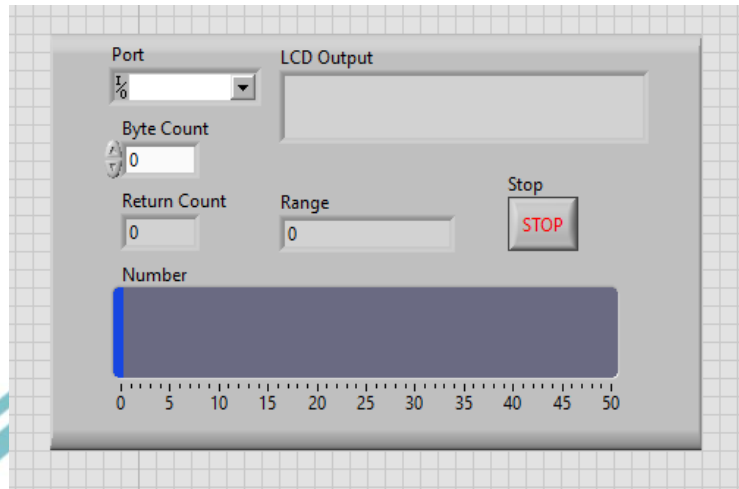 Port
LCD Output
I/O
Byte Count
0
Return Count
Range
Stop
0
0
STOP
Number
0 5 10 15 20 25 30 35 40 45 50